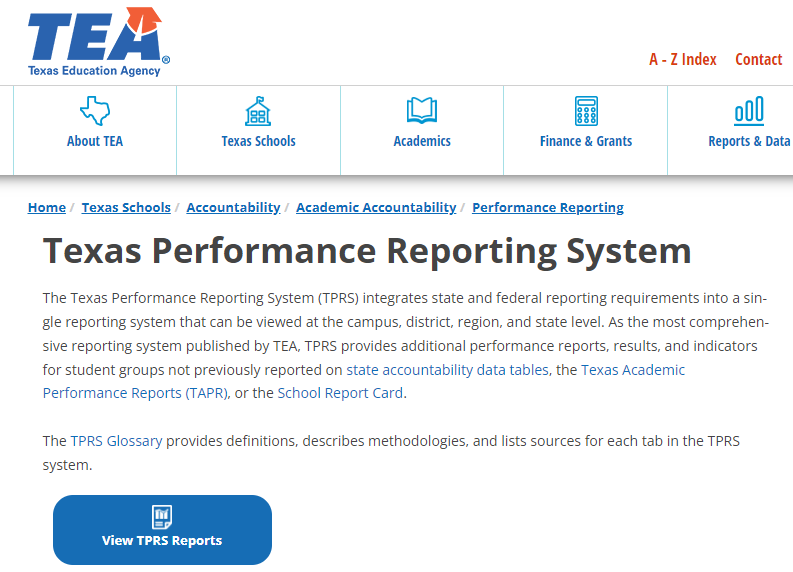 TEA®
Texas Education Agency
A - Z Index Contact
About TEA Texas Schools Academics Finance & Grants Reports & Data
Home / Texas Schools / Accountability / Academic Accountability / Performance Reporting
Texas Performance Reporting System
The Texas Performance Reporting System (TPRS) integrates state and federal reporting requirements into a sin-
gle reporting system that can be viewed at the campus, district, region, and state level. As the most comprehen-
sive reporting system published by TEA, TPRS provides additional performance reports, results, and indicators
for student groups not previously reported on state accountability data tables, the Texas Academic
Performance Reports (TAPR), or the School Report Card.
The TPRS Glossary provides definitions, describes methodologies, and lists sources for each tab in the TPRS
system.
View TPRS Reports